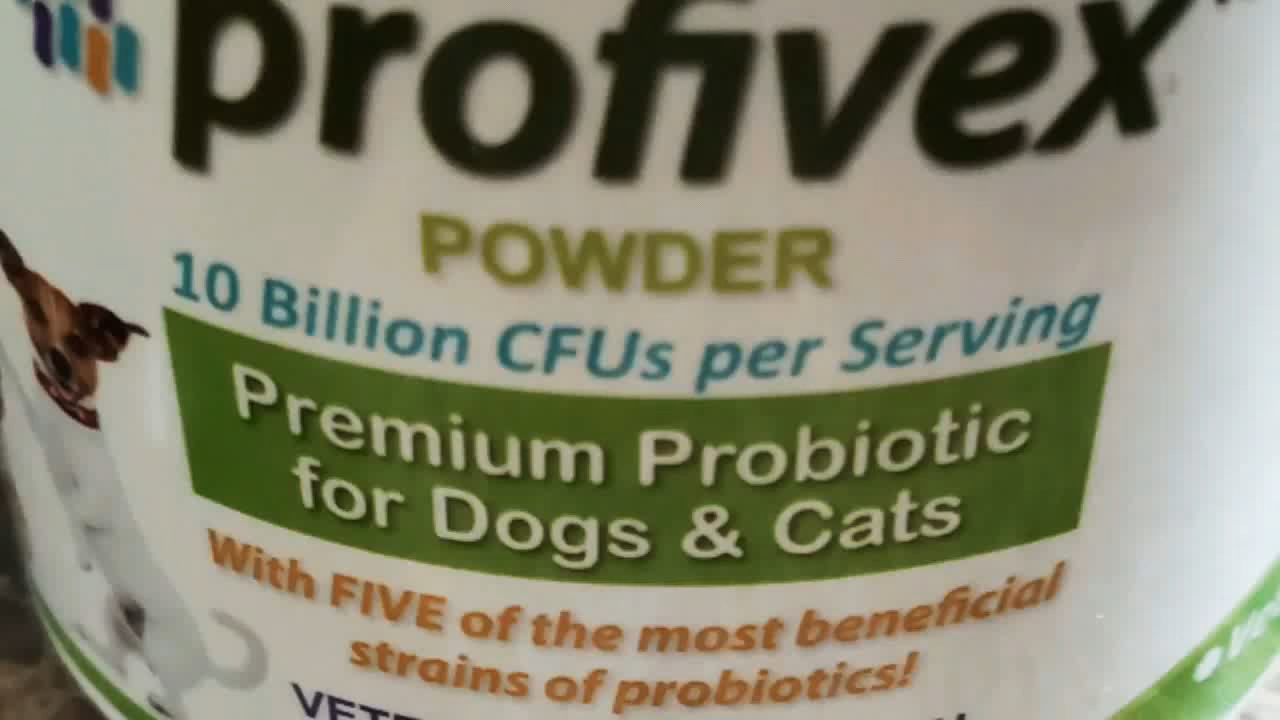 profivex
POWDER
10 Billion CFUs per Serving
Premium Probiotic
for Dogs & Cats
With FIVE of the most beneficial
strains of probiotics!